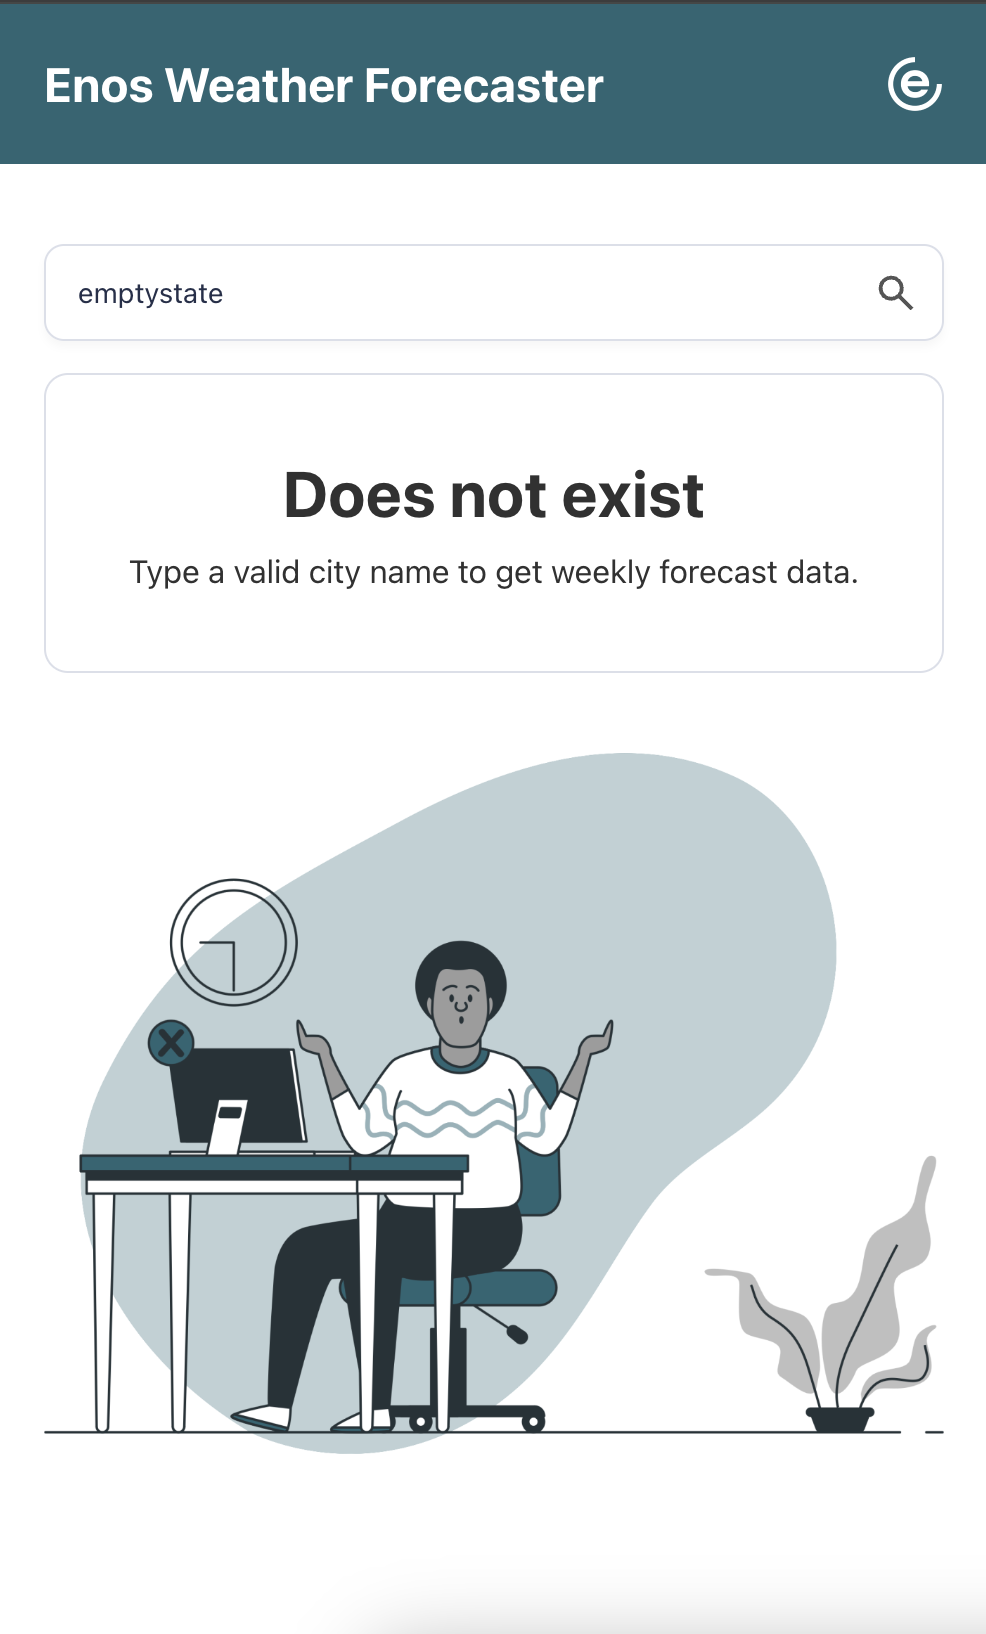 Enos Weather Forecaster
e
emptystate
Does not exist
Type a valid city name to get weekly forecast data.